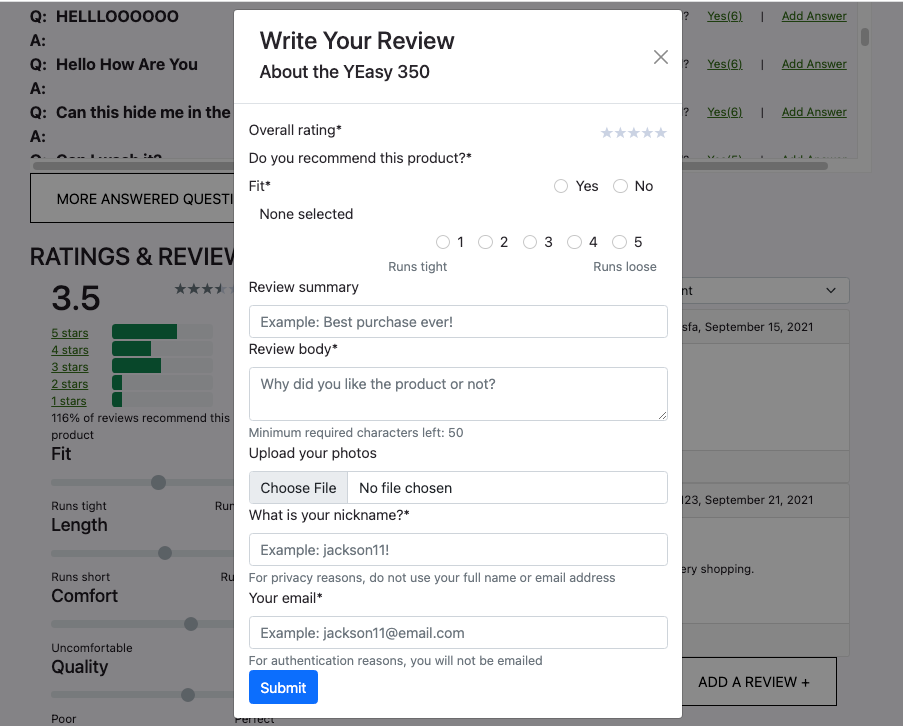 Q: HELLLOOOOOO ? Yes(6) | Add Answer
A:
Q: Hello How Are You ? Yes(6) | Add Answer
A:
Q: Can this hide me in the ? Yes(6) | Add Answer
A:
MORE ANSWERED QUESTI
RATINGS & REVIEW
3.5
5 stars
4 stars
3 stars
2 stars
1 stars
116% of reviews recommend this
product
Fit
Runs tight Run
Length
Runs short Ru
Comfort
Uncomfortable
Quality
Poor Perfect
Write Your Review
About the YEasy 350
Overall rating*
Do you recommend this product?*
Fit* Yes No
None selected
1 2 3 4 5
Runs tight Runs loose
Review summary
Example: Best purchase ever!
Review body*
Why did you like the product or not?
Minimum required characters left: 50
Upload your photos
Choose File No file chosen
What is your nickname?*
Example: jackson11!
For privacy reasons, do not use your full name or email address
Your email*
Example: jackson11@email.com
For authentication reasons, you will not be emailed
Submit
nt
sfa, September 15, 2021
123, September 21, 2021
ery shopping.
ADD A REVIEW +